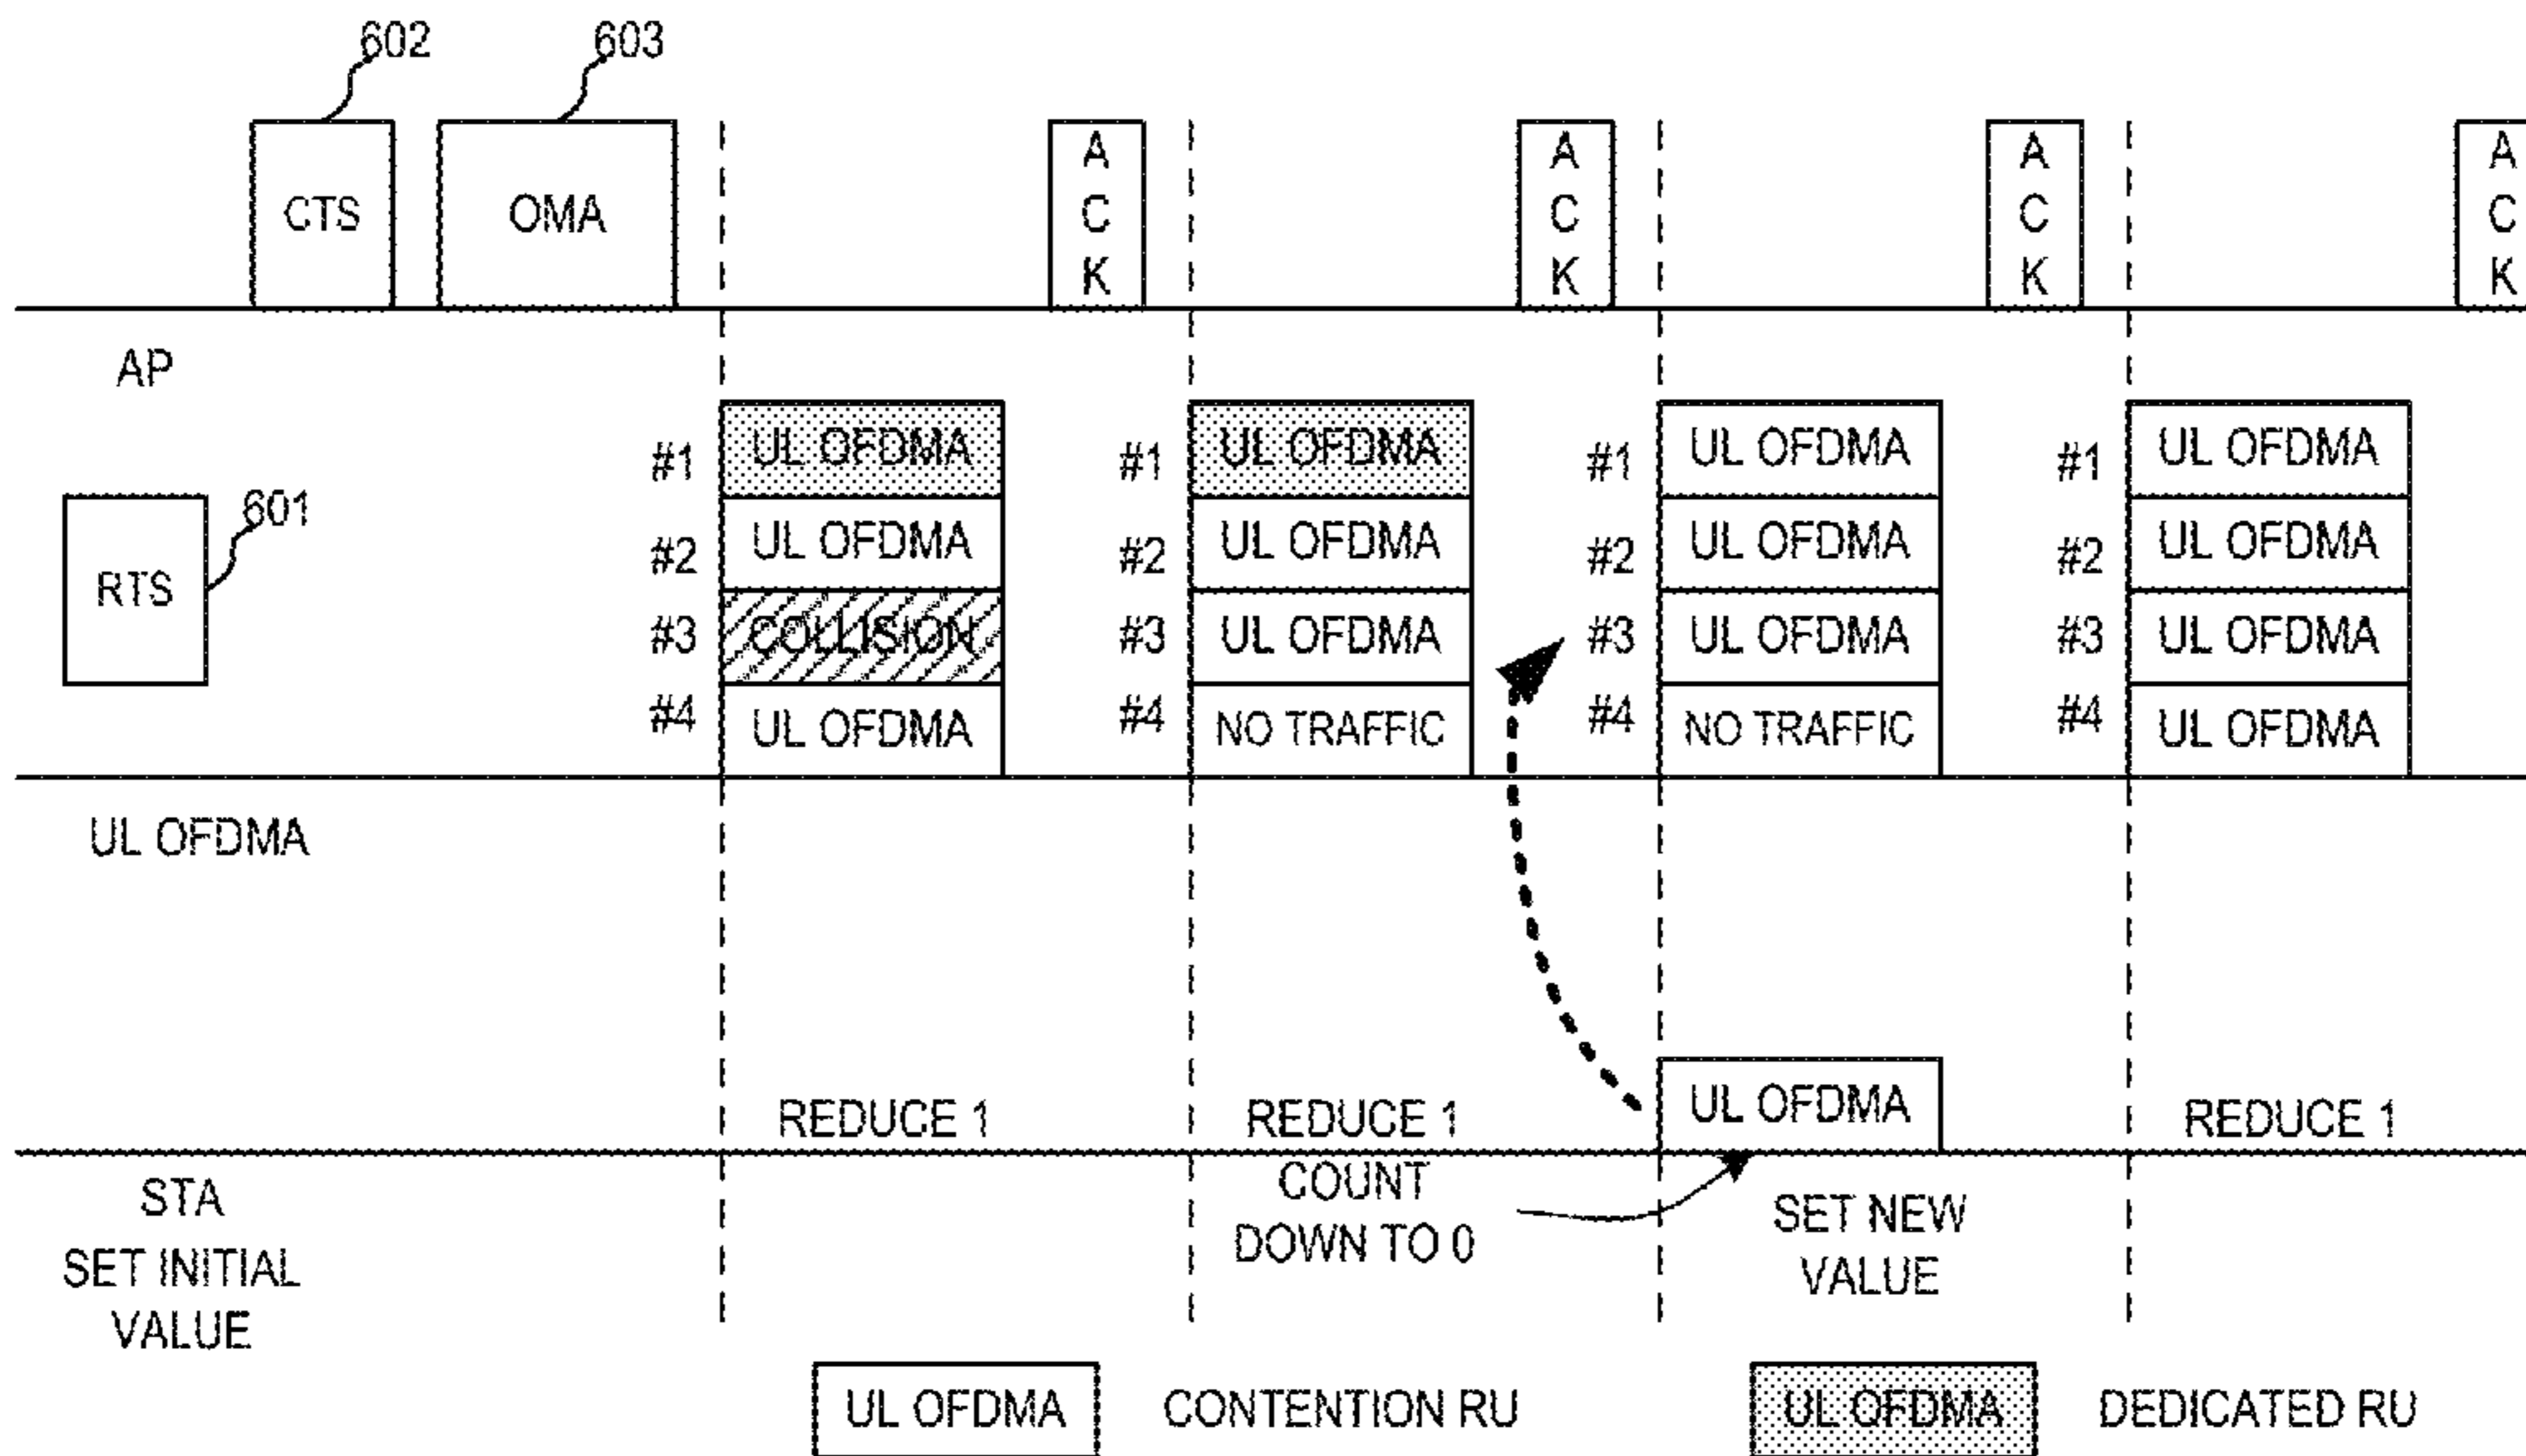 602
603
CTS
OMA
A
C
K
A
C
K
A
C
K
A
C
K
AP
601
RTS
#1
UL OFDMA
#2
UL OFDMA
#3
COLLISION
#4
UL OFDMA
#1
UL OFDMA
#2
UL OFDMA
#3
UL OFDMA
#4
NO TRAFFIC
#1
UL OFDMA
#2
UL OFDMA
#3
UL OFDMA
#4
NO TRAFFIC
#1
UL OFDMA
#2
UL OFDMA
#3
UL OFDMA
#4
UL OFDMA
UL OFDMA
REDUCE 1
REDUCE 1
UL OFDMA
REDUCE 1
STA
SET INITIAL
VALUE
COUNT
DOWN TO 0
SET NEW
VALUE
UL OFDMA
CONTENTION RU
UL OFDMA
DEDICATED RU